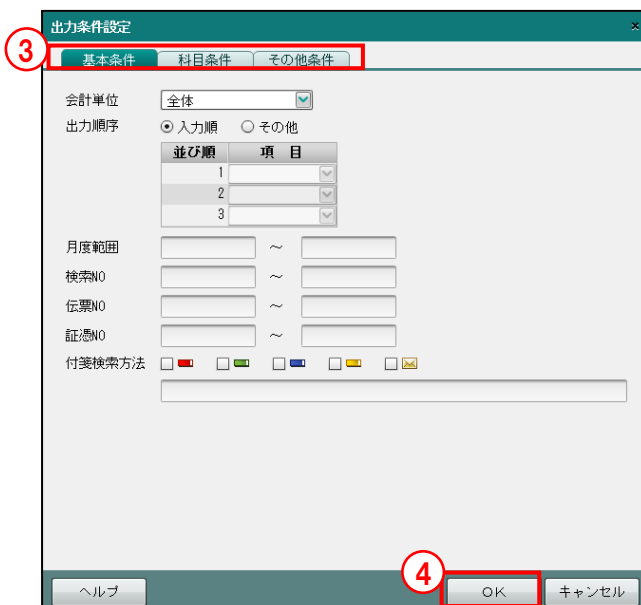 出力条件設定 ×
③ 基本条件 科目条件 その他条件
会計単位 全体
出力順序 入力順 その他
並び順 項 目
1
2
3
月度範囲 ～
検索NO ～
伝票NO ～
証憑NO ～
付箋検索方法
④
ヘルプ OK キャンセル